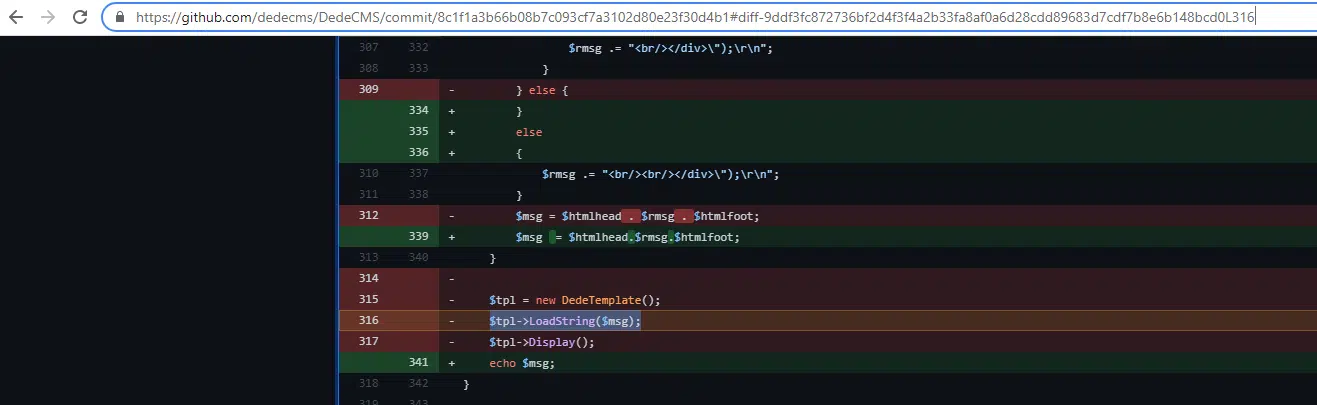 https://github.com/dedecms/DedeCMS/commit/8c1f1a3b66b08b7c093cf7a3102d80e23f30d4b1#diff-9ddf3fc872736bf2d4f3f4a2b33fa8af0a6d28cdd89683d7cdf7b8e6b148bcd0L316
307 332 $rmsg .= "<br/></div>\");\r\n";
308 333 }
309 - } else {
334 + }
335 + else
336 + {
310 337 $rmsg .= "<br/><br/></div>\");\r\n";
311 338 }
312 - $msg = $htmlhead . $rmsg . $htmlfoot;
339 + $msg  = $htmlhead.$rmsg.$htmlfoot;
313 340 }
314 -
315 - $tpl = new DedeTemplate();
316 - $tpl->LoadString($msg);
317 - $tpl->Display();
341 + echo $msg;
318 342 }
319 343